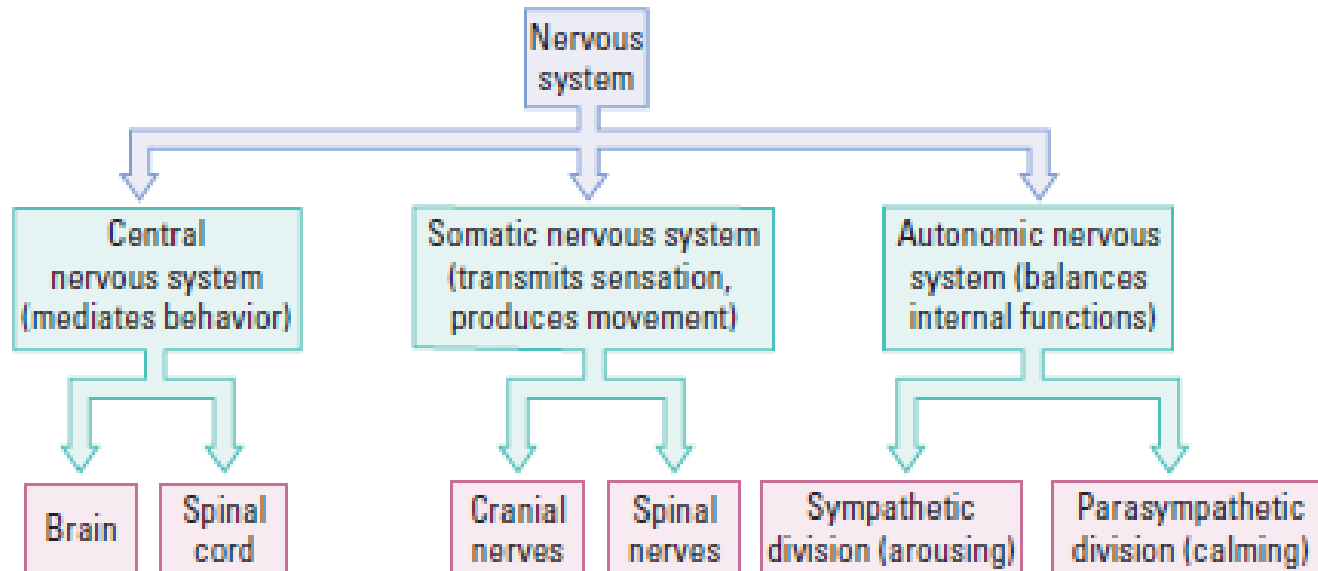 Nervous
system
Central
nervous system
(mediates behavior)
Somatic nervous system
(transmits sensation,
produces movement)
Autonomic nervous
system (balances
internal functions)
Brain
Spinal
cord
Cranial
nerves
Spinal
nerves
Sympathetic
division (arousing)
Parasympathetic
division (calming)